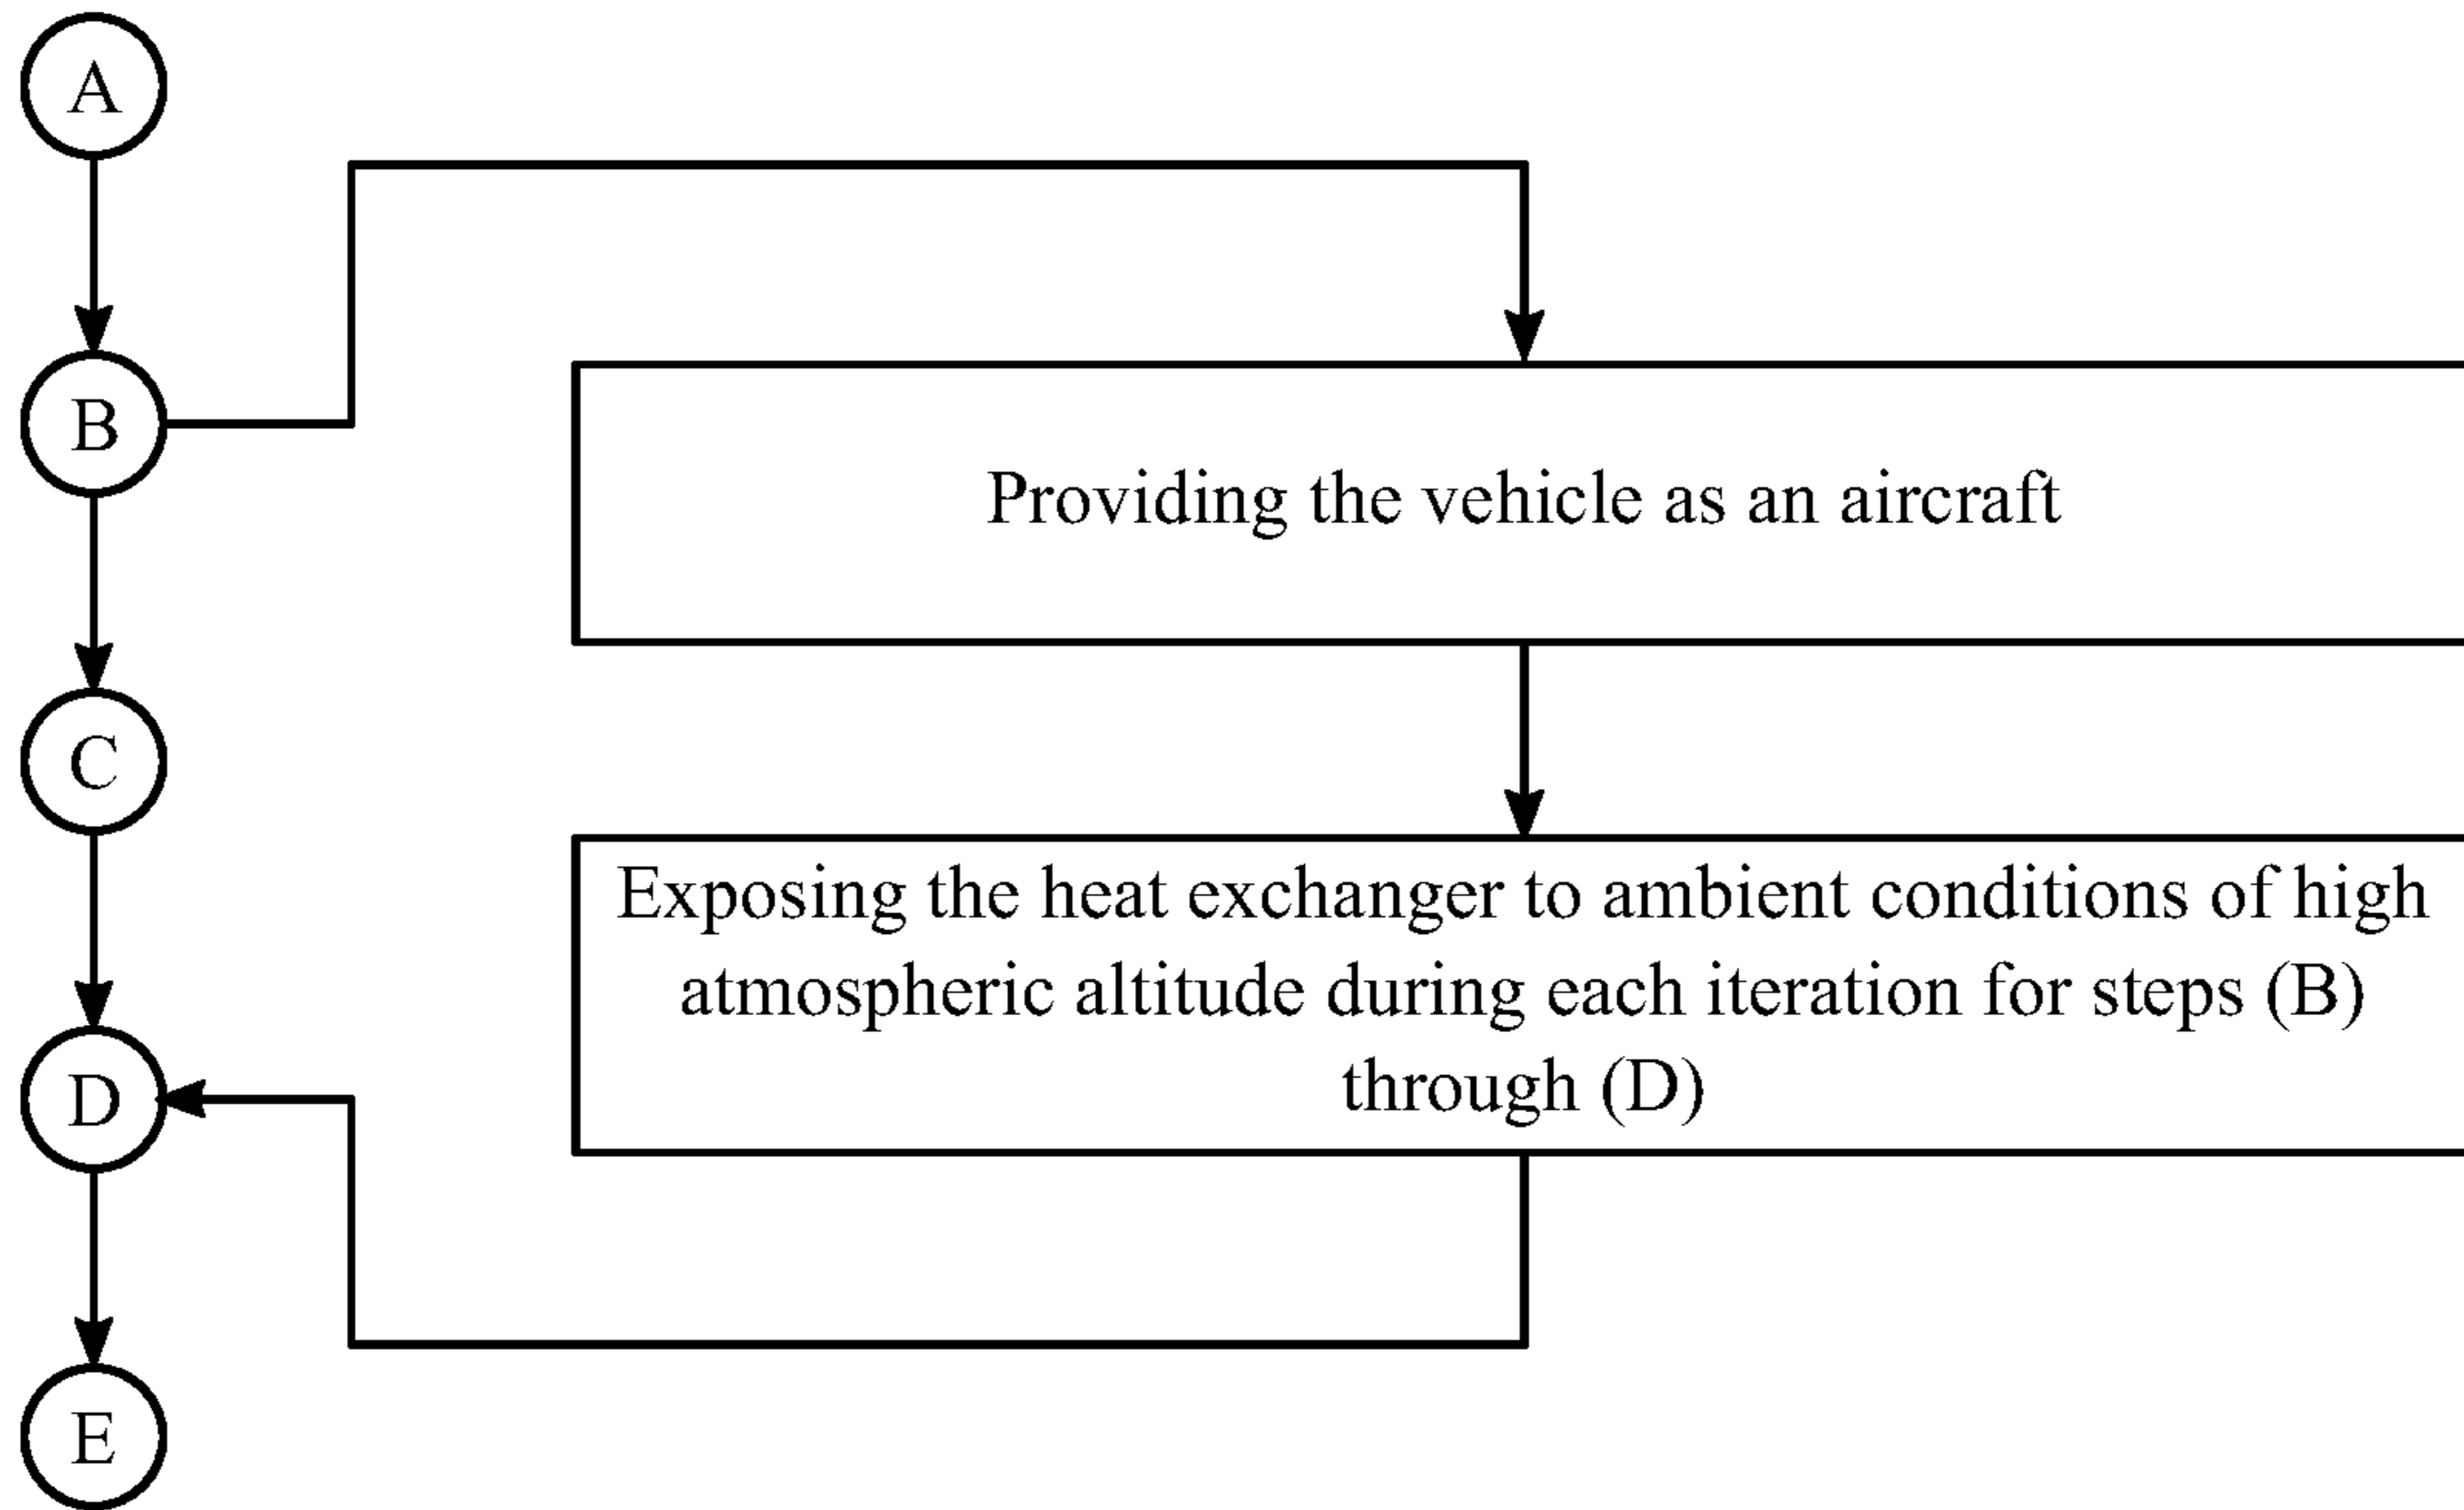 A
B
Providing the vehicle as an aircraft
C
Exposing the heat exchanger to ambient conditions of high
atmospheric altitude during each iteration for steps (B)
through (D)
D
E